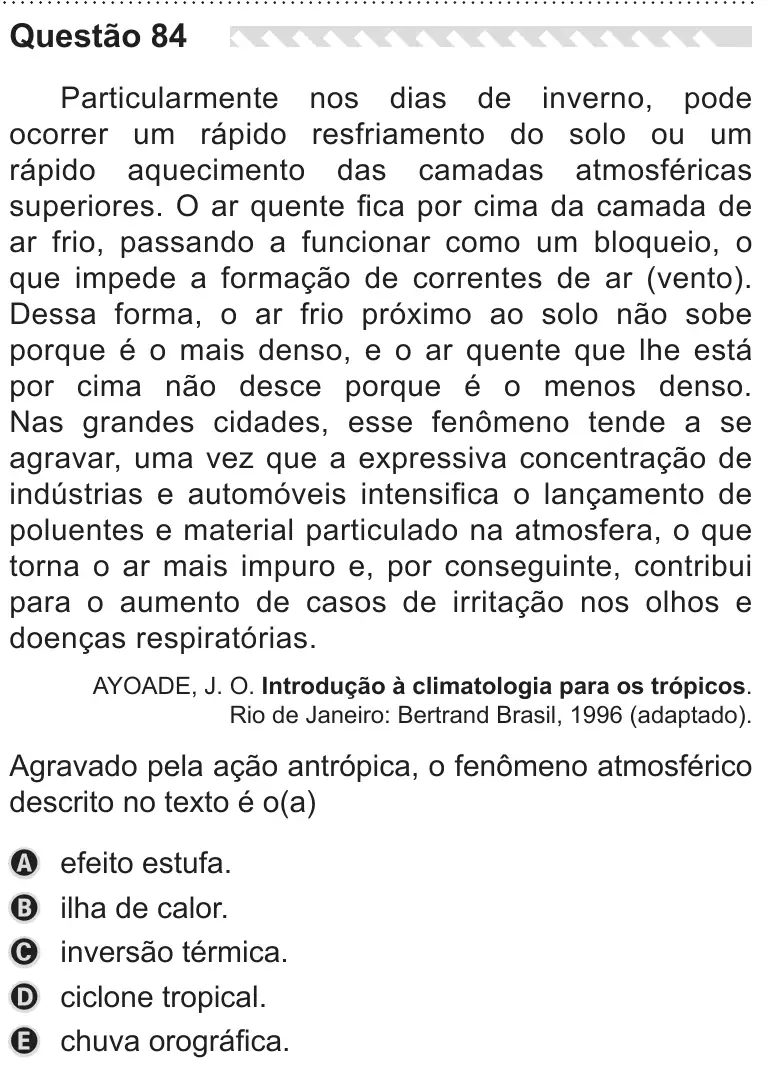 Questão 84
Particularmente nos dias de inverno, pode
ocorrer um rápido resfriamento do solo ou um
rápido aquecimento das camadas atmosféricas
superiores. O ar quente fica por cima da camada de
ar frio, passando a funcionar como um bloqueio, o
que impede a formação de correntes de ar (vento).
Dessa forma, o ar frio próximo ao solo não sobe
porque é o mais denso, e o ar quente que lhe está
por cima não desce porque é o menos denso.
Nas grandes cidades, esse fenômeno tende a se
agravar, uma vez que a expressiva concentração de
indústrias e automóveis intensifica o lançamento de
poluentes e material particulado na atmosfera, o que
torna o ar mais impuro e, por conseguinte, contribui
para o aumento de casos de irritação nos olhos e
doenças respiratórias.
AYOADE, J. O. Introdução à climatologia para os trópicos.
Rio de Janeiro: Bertrand Brasil, 1996 (adaptado).
Agravado pela ação antrópica, o fenômeno atmosférico
descrito no texto é o(a)
A efeito estufa.
B ilha de calor.
C inversão térmica.
D ciclone tropical.
E chuva orográfica.